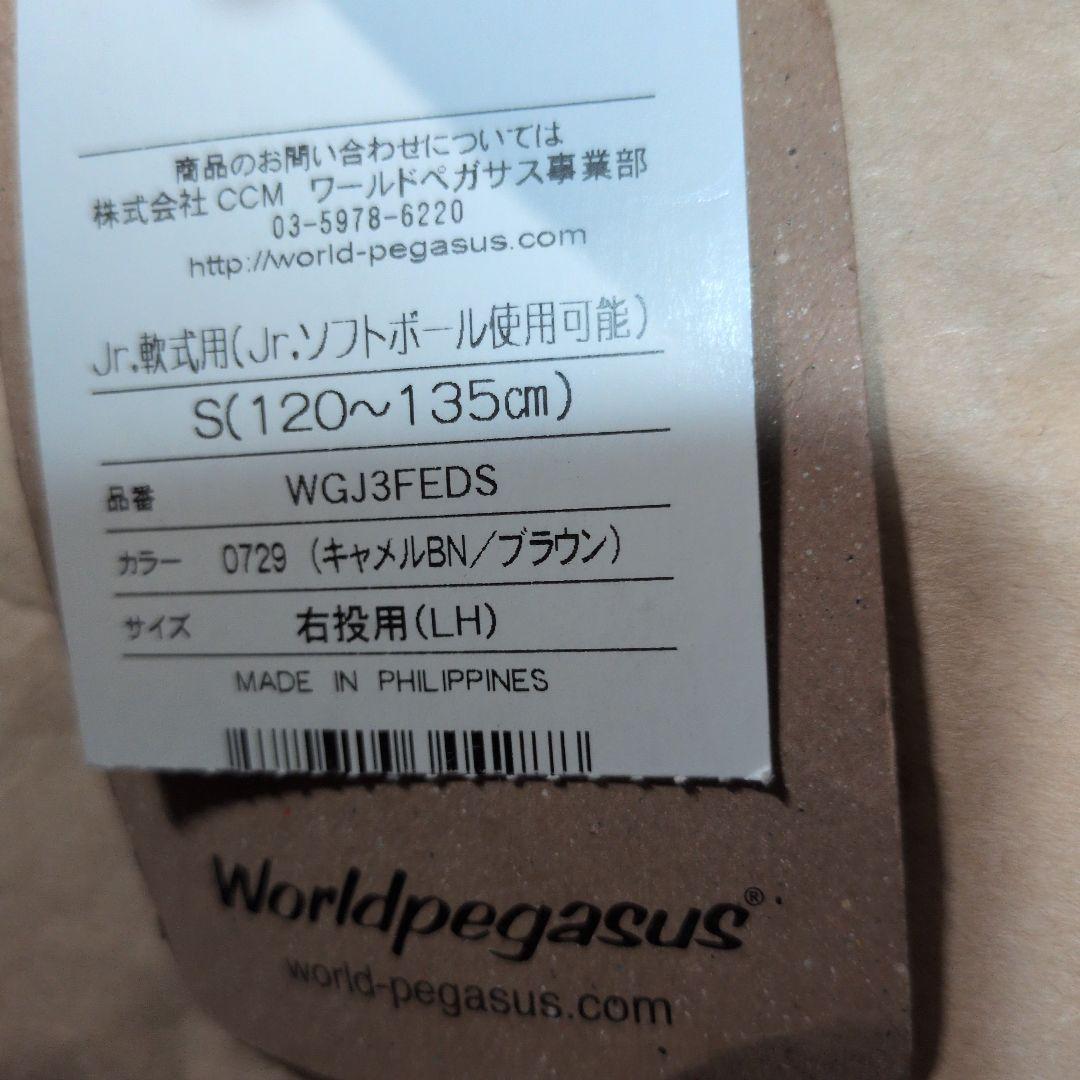 商品のお問い合わせについては
株式会社CCM ワールドペガサス事業部
03-5978-6220
http://world-pegasus.com
Jr.軟式用(Jr.ソフトボール使用可能)
S(120～135㎝)
品番 WGJ3FEDS
カラー 0729 (キャメルBN/ブラウン)
サイズ 右投用(LH)
MADE IN PHILIPPINES
Worldpegasus®
world-pegasus.com